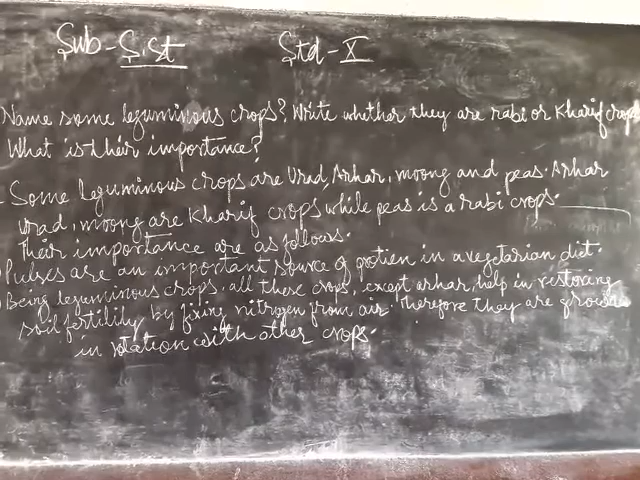 Sub - S.St Std - X
Name some leguminous crops? Write whether they are rabi or Kharif crops
What is their importance?
Some leguminous crops are Urad, Arhar, moong and peas. Arhar
urad, moong are Kharif crops while peas is a rabi crops.
Their importance are as follows.
Pulses are an important source of potien in a vegetarian diet.
Being leguminous crops, all these crops, except arhar, help in restoring
soil fertility by fixing nitrogen from air. Therefore they are grown
in rotation with other crops.